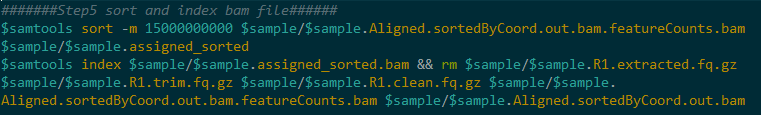 #######Step5 sort and index bam file######
$samtools sort -m 15000000000 $sample/$sample.Aligned.sortedByCoord.out.bam.featureCounts.bam
$sample/$sample.assigned_sorted
$samtools index $sample/$sample.assigned_sorted.bam && rm $sample/$sample.R1.extracted.fq.gz
$sample/$sample.R1.trim.fq.gz $sample/$sample.R1.clean.fq.gz $sample/$sample.
Aligned.sortedByCoord.out.bam.featureCounts.bam $sample/$sample.Aligned.sortedByCoord.out.bam